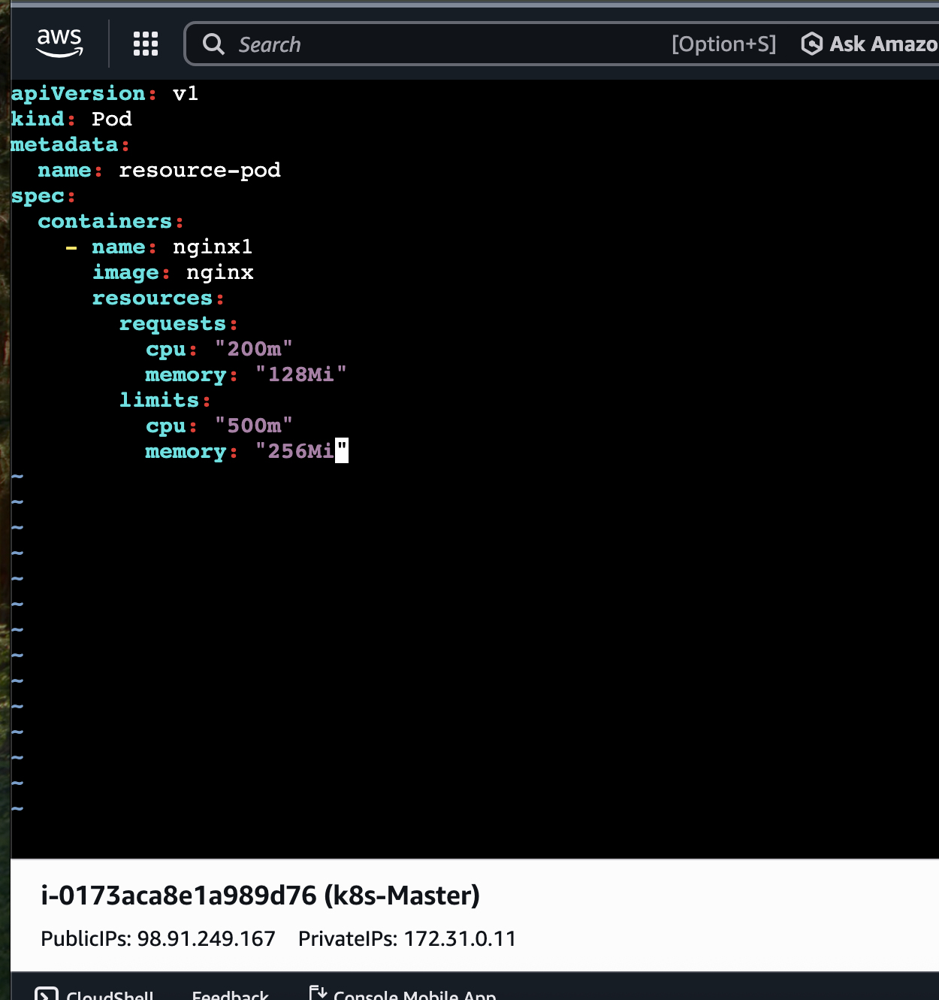 aws
Search
[Option+S]
Ask Amazo
apiVersion: v1
kind: Pod
metadata:
  name: resource-pod
spec:
  containers:
    - name: nginx1
      image: nginx
      resources:
        requests:
          cpu: "200m"
          memory: "128Mi"
        limits:
          cpu: "500m"
          memory: "256Mi"
~
~
~
~
~
~
~
~
~
~
~
~
~
~
i-0173aca8e1a989d76 (k8s-Master)
PublicIPs: 98.91.249.167 PrivateIPs: 172.31.0.11
CloudShell Feedback Console Mobile App